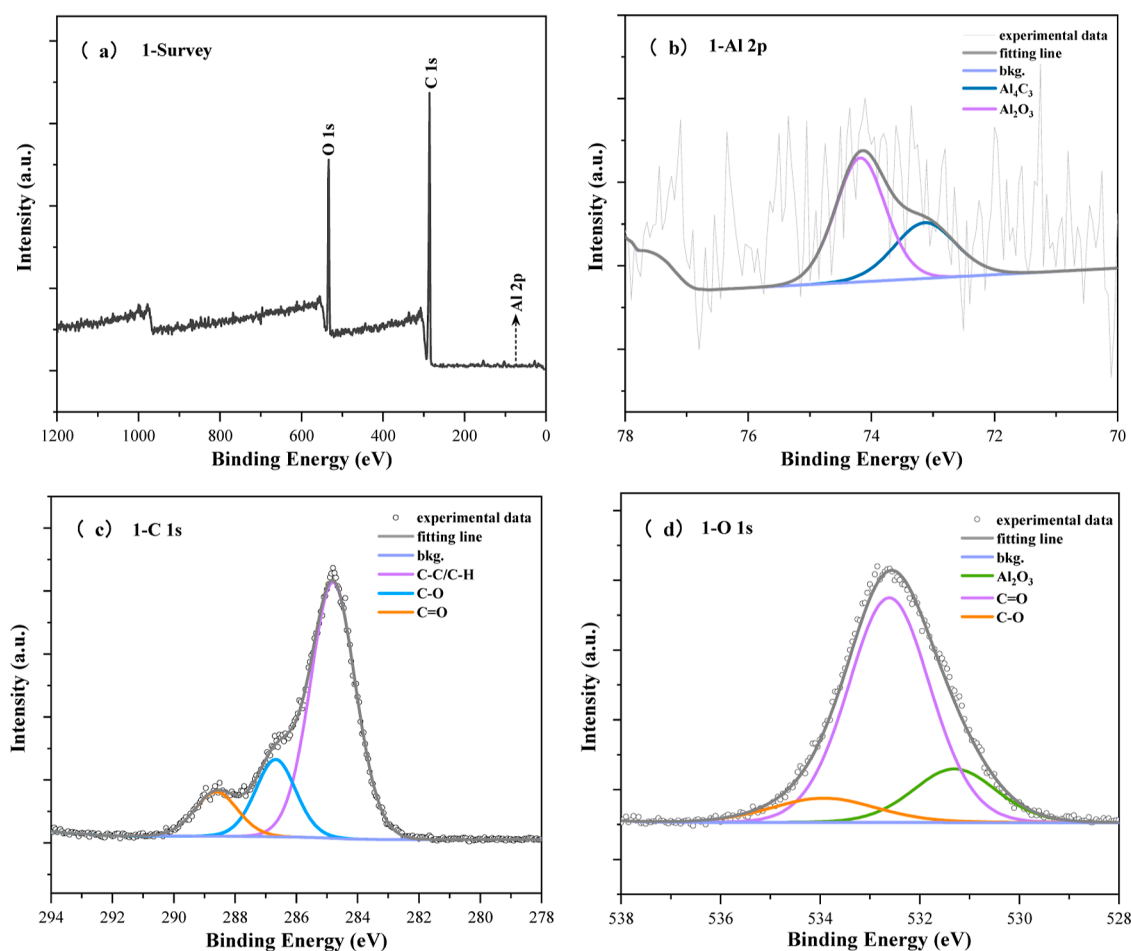 ( a) 1-Survey
O 1s
C 1s
Al 2p
Intensity (a.u.)
1200 1000 800 600 400 200 0
Binding Energy (eV)
( b) 1-Al 2p
experimental data
fitting line
bkg.
Al₄C₃
Al₂O₃
Intensity (a.u.)
78 76 74 72 70
Binding Energy (eV)
( c) 1-C 1s
experimental data
fitting line
bkg.
C-C/C-H
C-O
C=O
Intensity (a.u.)
294 292 290 288 286 284 282 280 278
Binding Energy (eV)
( d) 1-O 1s
experimental data
fitting line
bkg.
Al₂O₃
C=O
C-O
Intensity (a.u.)
538 536 534 532 530 528
Binding Energy (eV)